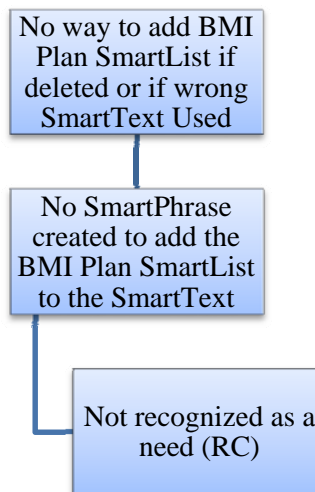 No way to add BMI
Plan SmartList if
deleted or if wrong
SmartText Used
No SmartPhrase
created to add the
BMI Plan SmartList
to the SmartText
Not recognized as a
need (RC)